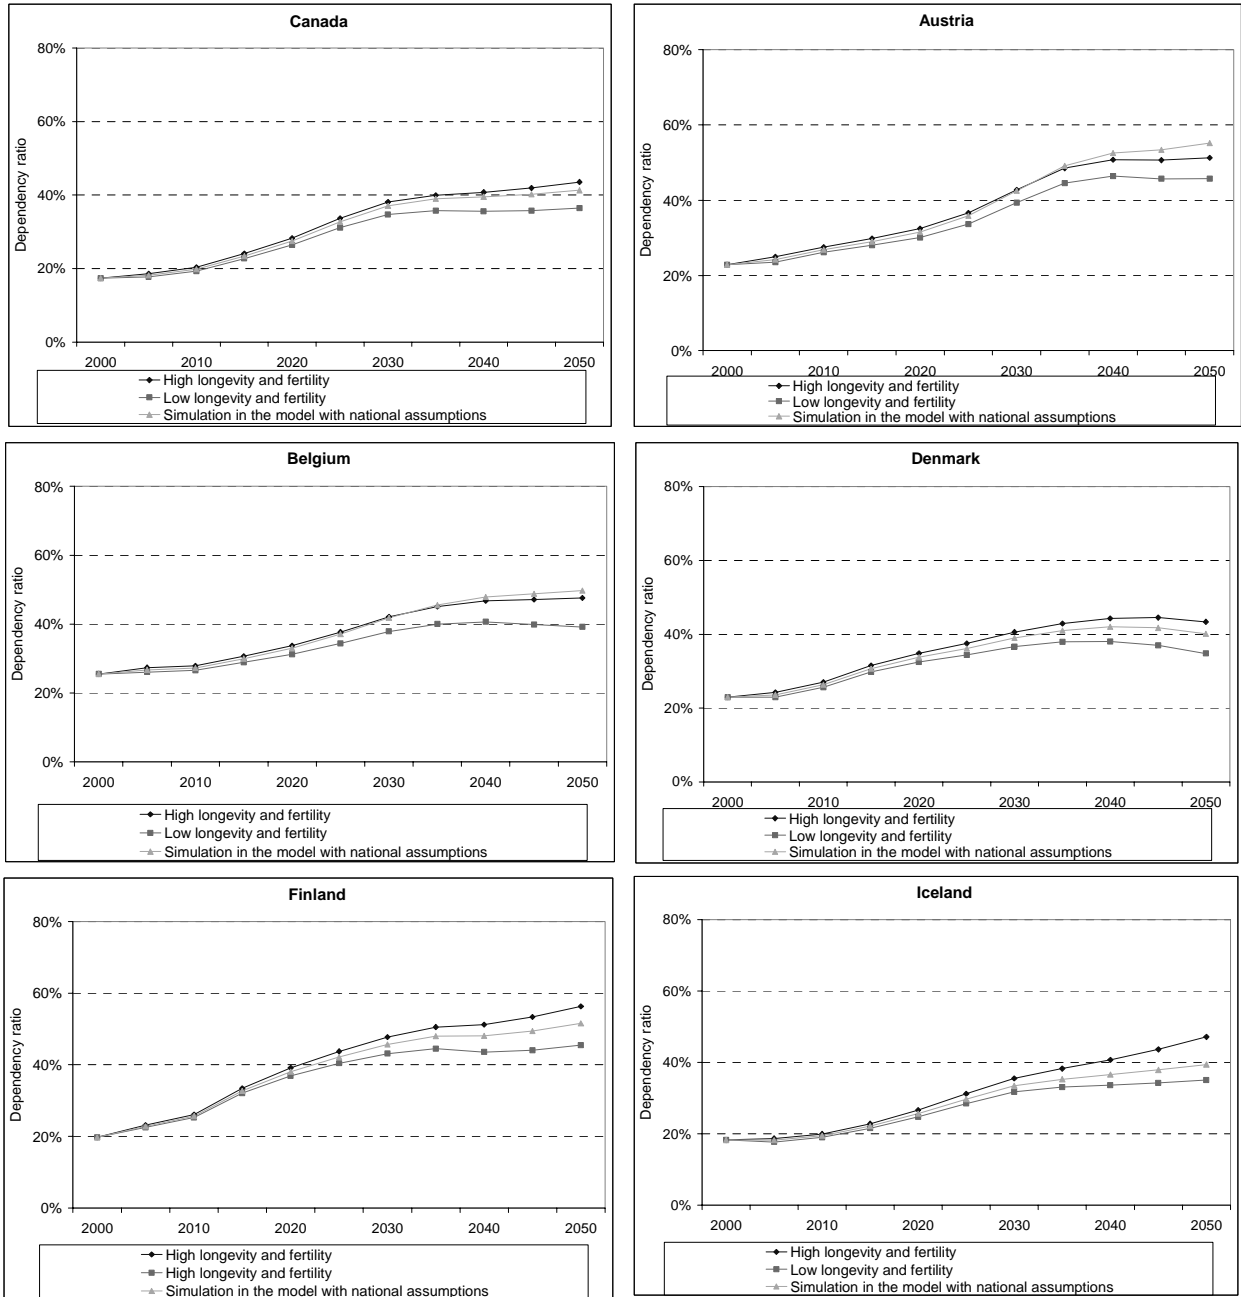 Canada
80%
60%
40%
20%
0%
Dependency ratio
2000 2010 2020 2030 2040 2050
High longevity and fertility
Low longevity and fertility
Simulation in the model with national assumptions
Austria
80%
60%
40%
20%
0%
Dependency ratio
2000 2010 2020 2030 2040 2050
High longevity and fertility
Low longevity and fertility
Simulation in the model with national assumptions
Belgium
80%
60%
40%
20%
0%
Dependency ratio
2000 2010 2020 2030 2040 2050
High longevity and fertility
Low longevity and fertility
Simulation in the model with national assumptions
Denmark
80%
60%
40%
20%
0%
Dependency ratio
2000 2010 2020 2030 2040 2050
High longevity and fertility
Low longevity and fertility
Simulation in the model with national assumptions
Finland
80%
60%
40%
20%
0%
Dependency ratio
2000 2010 2020 2030 2040 2050
High longevity and fertility
High longevity and fertility
Simulation in the model with national assumptions
Iceland
80%
60%
40%
20%
0%
Dependency ratio
2000 2010 2020 2030 2040 2050
High longevity and fertility
Low longevity and fertility
Simulation in the model with national assumptions